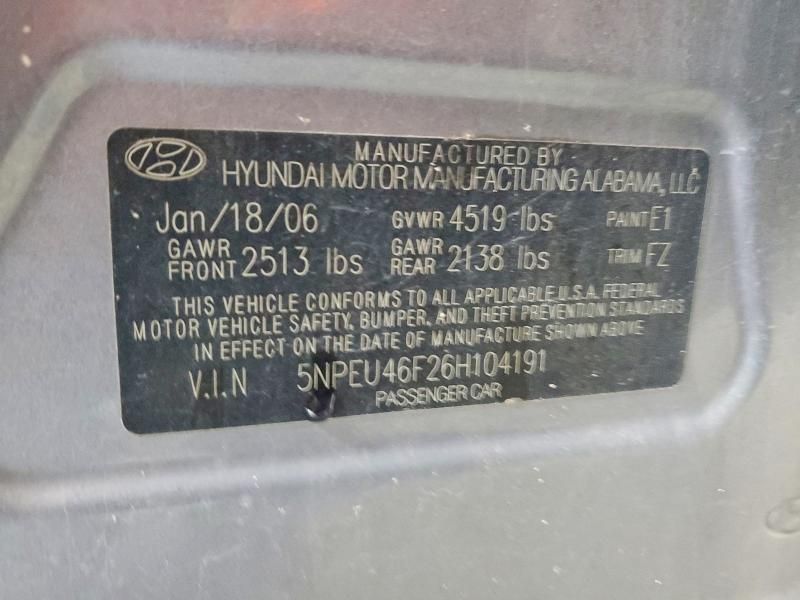 MANUFACTURED BY
HYUNDAI MOTOR MANUFACTURING ALABAMA, LLC
Jan/18/06 GVWR 4519 lbs PAINT E1
GAWR FRONT 2513 lbs GAWR REAR 2138 lbs TRIM FZ
THIS VEHICLE CONFORMS TO ALL APPLICABLE U.S.A. FEDERAL
MOTOR VEHICLE SAFETY, BUMPER, AND THEFT PREVENTION STANDARDS
IN EFFECT ON THE DATE OF MANUFACTURE SHOWN ABOVE
V.I.N 5NPEU46F26H104191
PASSENGER CAR